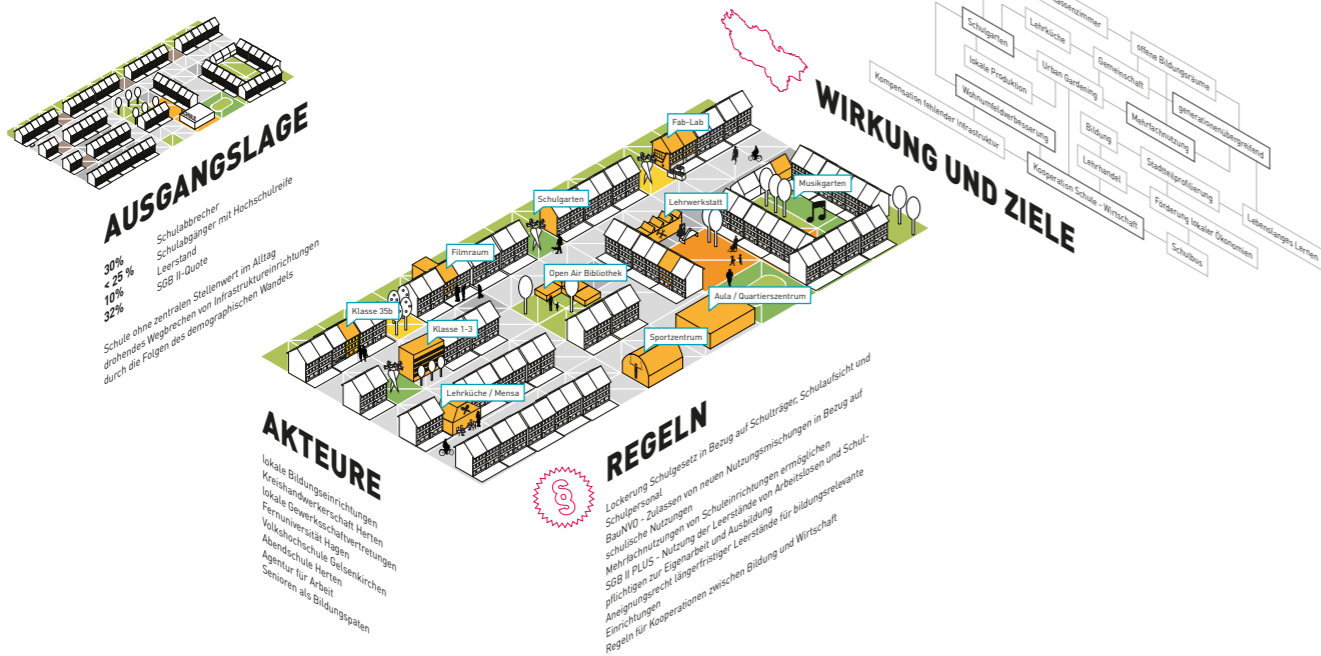 AUSGANGSLAGE
30% Schulabbrecher
< 25 % Schulabgänger mit Hochschulreife
10% Leerstand
32% SGB II-Quote
Schule ohne zentralen Stellenwert im Alltag
drohendes Wegbrechen von Infrastruktureinrichtungen
durch die Folgen des demographischen Wandels
Fab-Lab
Musikgarten
Schulgarten
Lehrwerkstatt
Filmraum
Open Air Bibliothek
Aula / Quartierszentrum
Klasse 35b
Klasse 1-3
Sportzentrum
Lehrküche / Mensa
WIRKUNG UND ZIELE
Schulgarten
Lehrküche
offene Bildungsräume
lokale Produktion
Urban Gardening
Gemeinschaft
Kompensation fehlender Infrastruktur
Wohnumfeldverbesserung
Mehrfachnutzung
generationenübergreifend
Bildung
Kooperation Schule - Wirtschaft
Lehrhandel
Stadtteilprofilierung
Förderung lokaler Ökonomien
Lebenslanges Lernen
Schulbus
AKTEURE
lokale Bildungseinrichtungen
Kreishandwerkerschaft Herten
lokale Gewerksschaftvertretungen
Fernuniversität Hagen
Volkshochschule Gelsenkirchen
Abendschule Herten
Agentur für Arbeit
Senioren als Bildungspaten
§
REGELN
Lockerung Schulgesetz in Bezug auf Schulträger, Schulaufsicht und
Schulpersonal
BauNVO - Zulassen von neuen Nutzungsmischungen in Bezug auf
schulische Nutzungen
Mehrfachnutzungen von Schuleinrichtungen ermöglichen
SGB II PLUS - Nutzung der Leerstände von Arbeitslosen und Schul-
pflichtigen zur Eigenarbeit und Ausbildung
Aneignungsrecht längerfristiger Leerstände für bildungsrelevante
Einrichtungen
Regeln für Kooperationen zwischen Bildung und Wirtschaft